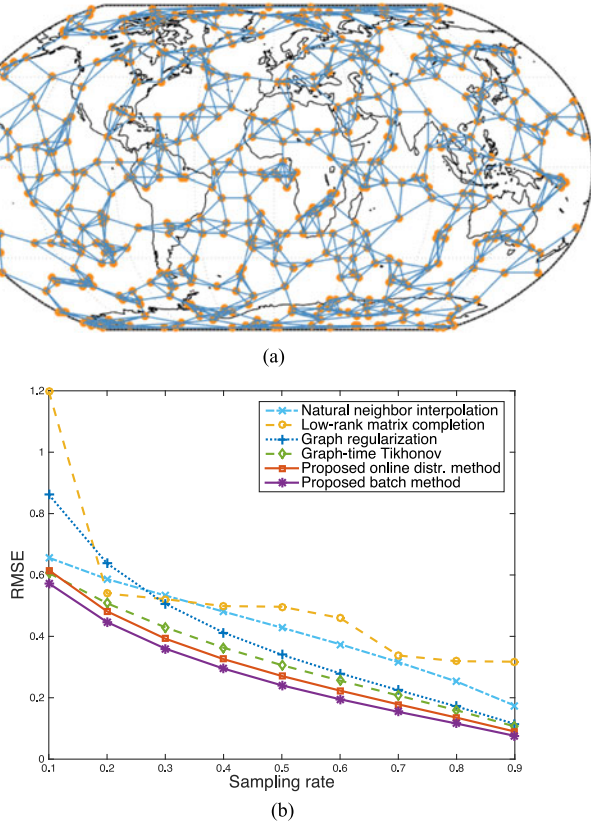 (a)
1.2
1
0.8
0.6
0.4
0.2
0
RMSE
Natural neighbor interpolation
Low-rank matrix completion
Graph regularization
Graph-time Tikhonov
Proposed online distr. method
Proposed batch method
0.1 0.2 0.3 0.4 0.5 0.6 0.7 0.8 0.9
Sampling rate
(b)